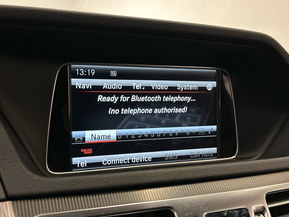 13:19
Navi Audio Tel. Video System
Ready for Bluetooth telephony...
(no telephone authorised)
Name
Tel Connect device